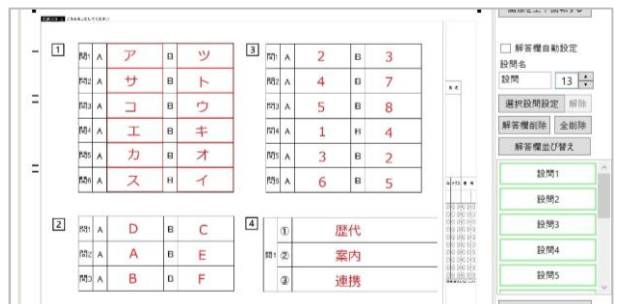 1
問1 A ア B ツ
問2 A サ B ト
問3 A コ B ウ
問4 A エ B キ
問5 A カ B オ
問6 A ス B イ
2
問1 A D B C
問2 A A B E
問3 A B B F
3
問1 A 2 B 3
問2 A 4 B 7
問3 A 5 B 8
問4 A 1 B 4
問5 A 3 B 2
問6 A 6 B 5
4
問1
① 歴代
② 案内
③ 連携
解答欄自動設定
設問名
設問 13
選択設問設定 解除
解答欄削除 全削除
解答欄並び替え
設問1
設問2
設問3
設問4
設問5